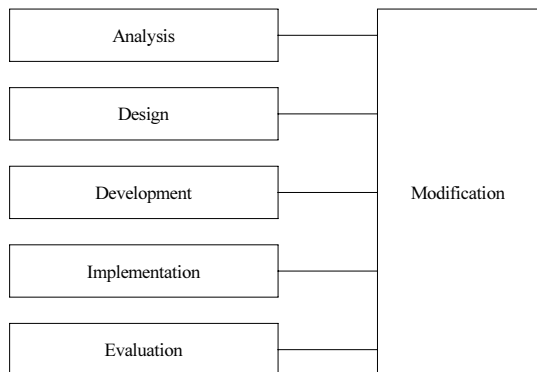 Analysis
Design
Development
Modification
Implementation
Evaluation